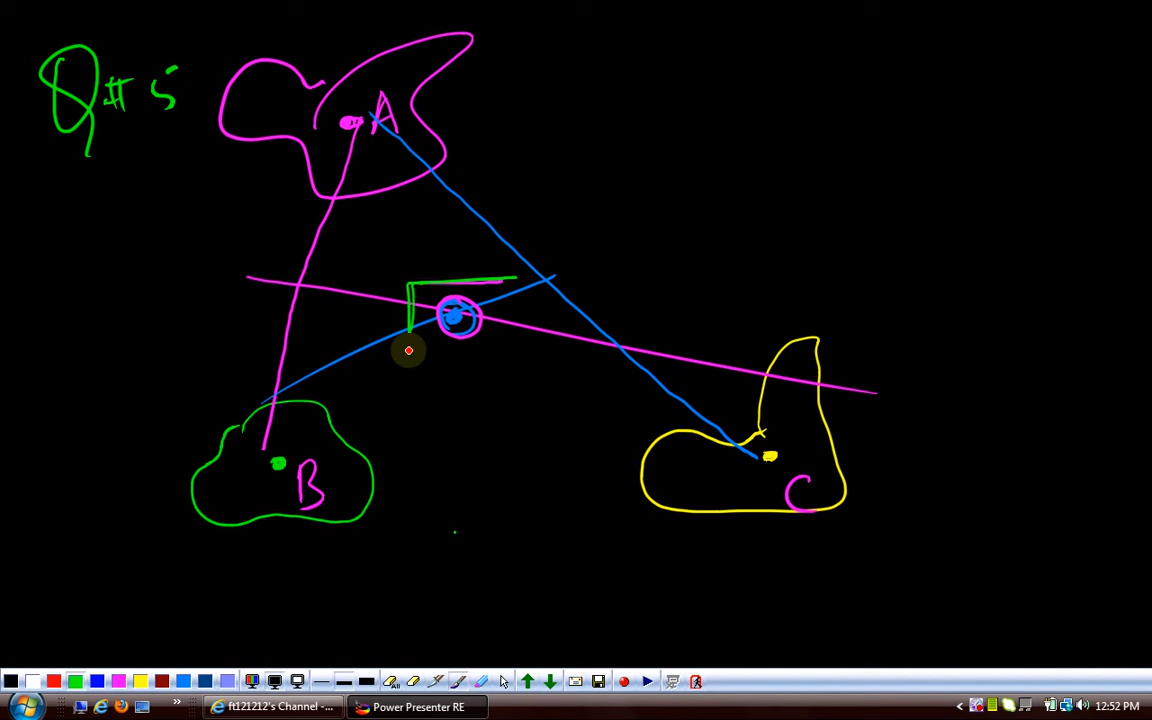 Q# 5
A
B
C
ft121212's Channel -...
Power Presenter RE
12:52 PM